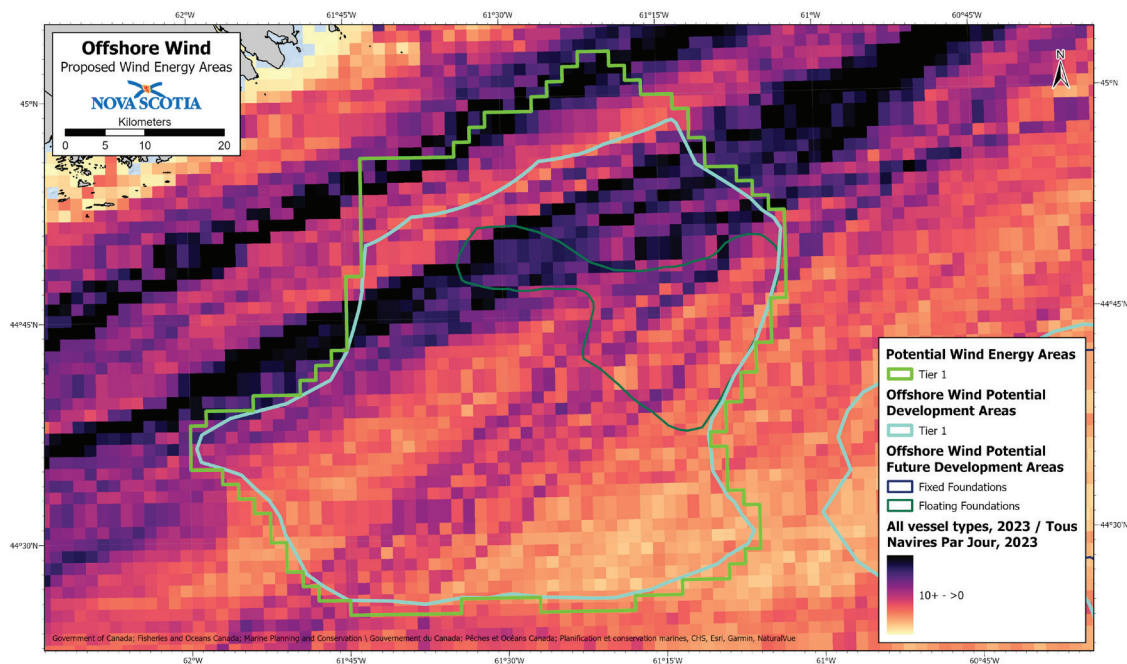 62°W 61°45'W 61°30'W 61°15'W 61°W 60°45'W
Offshore Wind
Proposed Wind Energy Areas
NOVA SCOTIA
Kilometers
0 5 10 20
N
45°N 45°N
44°45'N 44°45'N
44°30'N 44°30'N
Potential Wind Energy Areas
Tier 1
Offshore Wind Potential
Development Areas
Tier 1
Offshore Wind Potential
Future Development Areas
Fixed Foundations
Floating Foundations
All vessel types, 2023 / Tous
Navires Par Jour, 2023
10+ - >0
Government of Canada; Fisheries and Oceans Canada; Marine Planning and Conservation \ Gouvernement du Canada; Pêches et Océans Canada; Planification et conservation marines, CHS, Esri, Garmin, NaturalVue
62°W 61°45'W 61°30'W 61°15'W 61°W 60°45'W